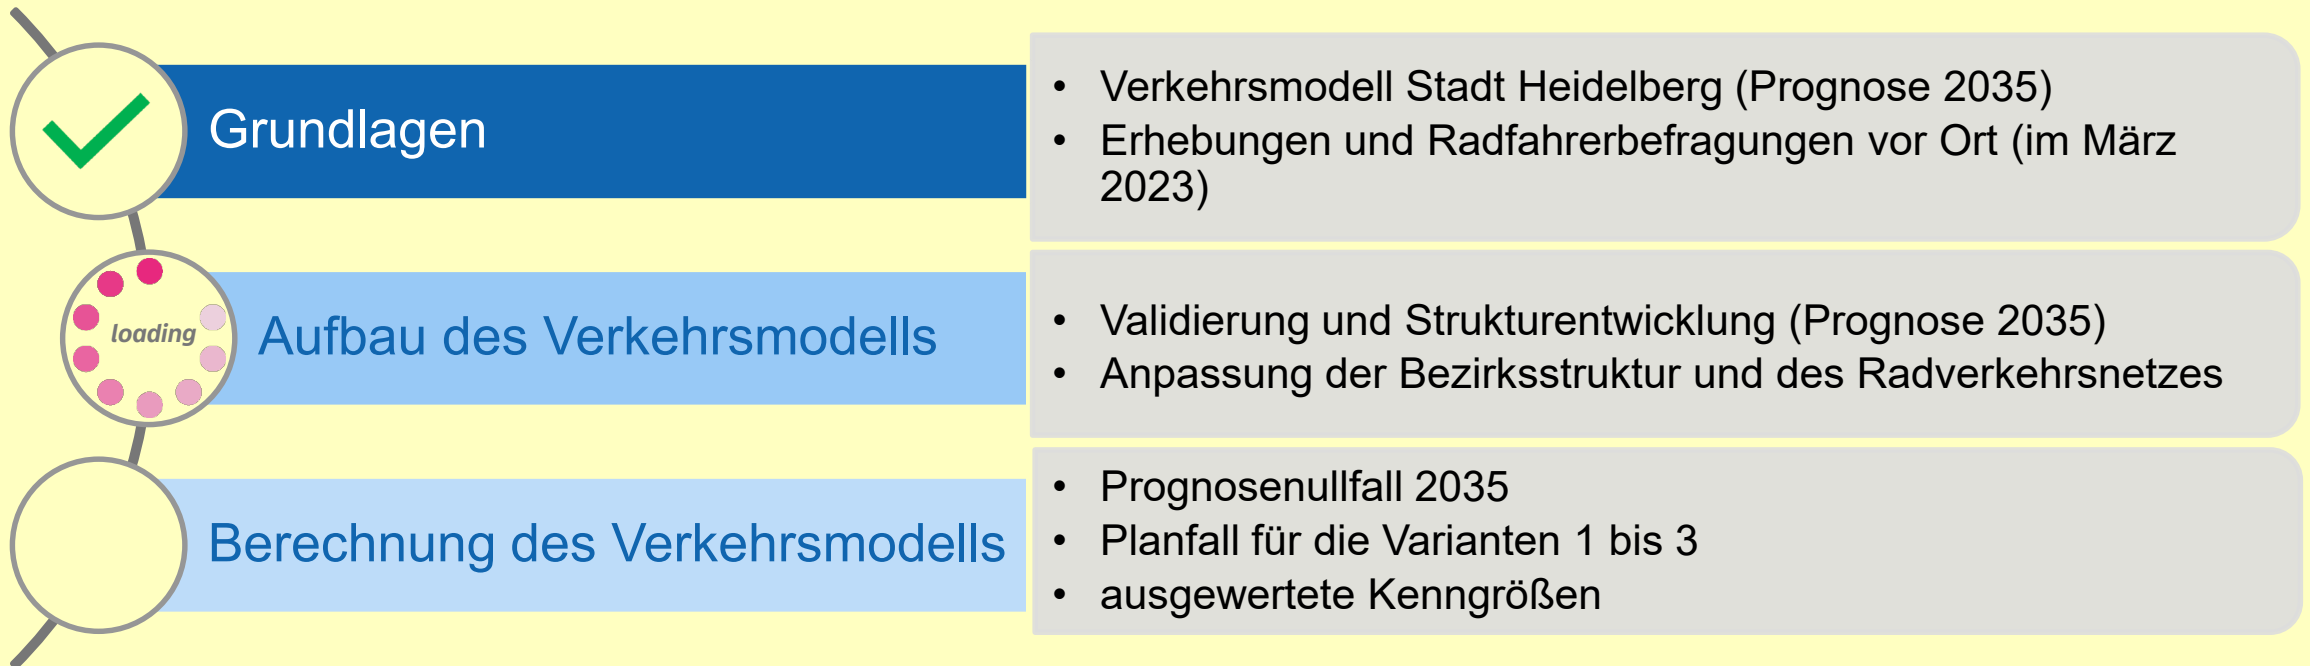 Grundlagen
• Verkehrsmodell Stadt Heidelberg (Prognose 2035)
• Erhebungen und Radfahrerbefragungen vor Ort (im März
2023)
loading
Aufbau des Verkehrsmodells
• Validierung und Strukturentwicklung (Prognose 2035)
• Anpassung der Bezirksstruktur und des Radverkehrsnetzes
Berechnung des Verkehrsmodells
• Prognosenullfall 2035
• Planfall für die Varianten 1 bis 3
• ausgewertete Kenngrößen